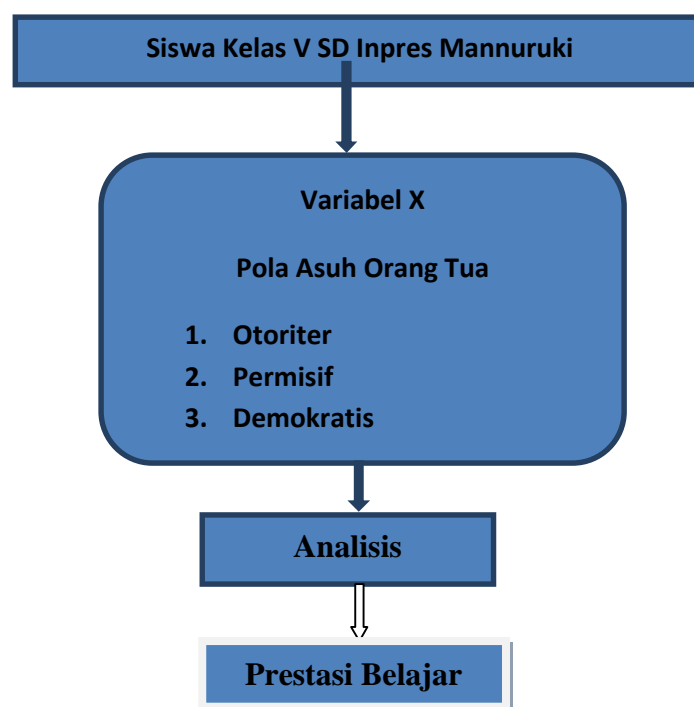 Siswa Kelas V SD Inpres Mannuruki
Variabel X
Pola Asuh Orang Tua
1. Otoriter
2. Permisif
3. Demokratis
Analisis
Prestasi Belajar